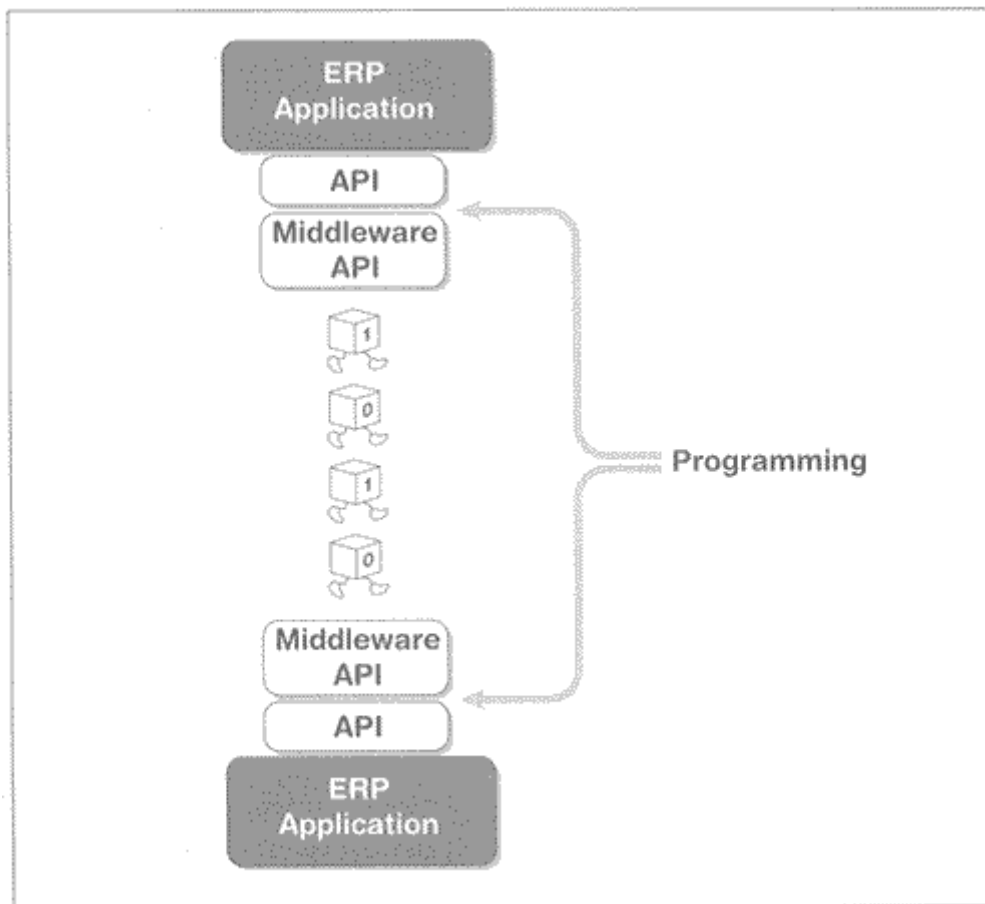 ERP
Application
API
Middleware
API
1
0
1
0
Programming
Middleware
API
API
ERP
Application